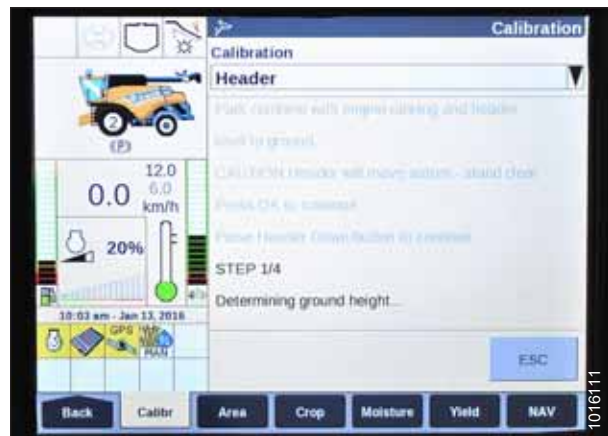 Calibration
Calibration
Header
Park combine with engine running and header
level to ground.
CAUTION Header will move
stand clear
Press OK to continue
Press Header Down button to continue
STEP 1/4
Determining ground height...
ESC
2
(P)
0.0
12.0
6.0
km/h
20%
10:03 am - Jan 13, 2016
GPS
MAN
Back
Calibr
Area
Crop
Moisture
Yield
NAV
1016111